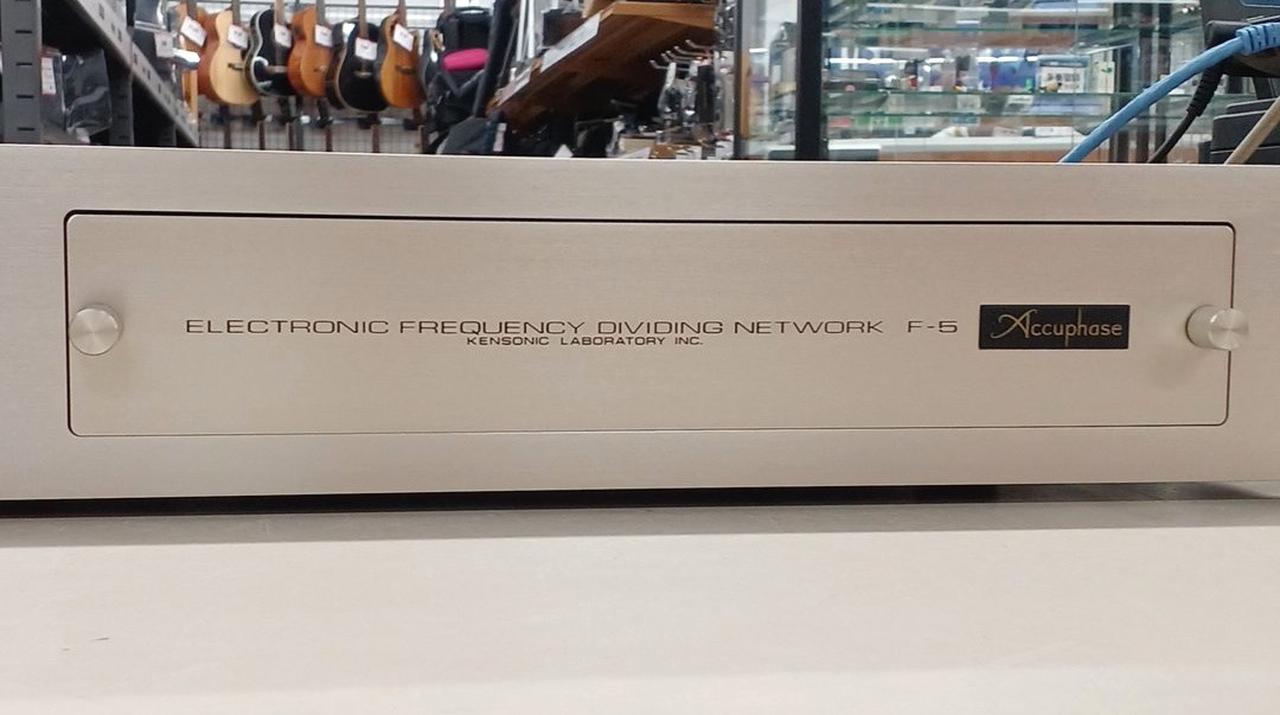 ELECTRONIC FREQUENCY DIVIDING NETWORK F-5
KENSONIC LABORATORY INC.
Accuphase